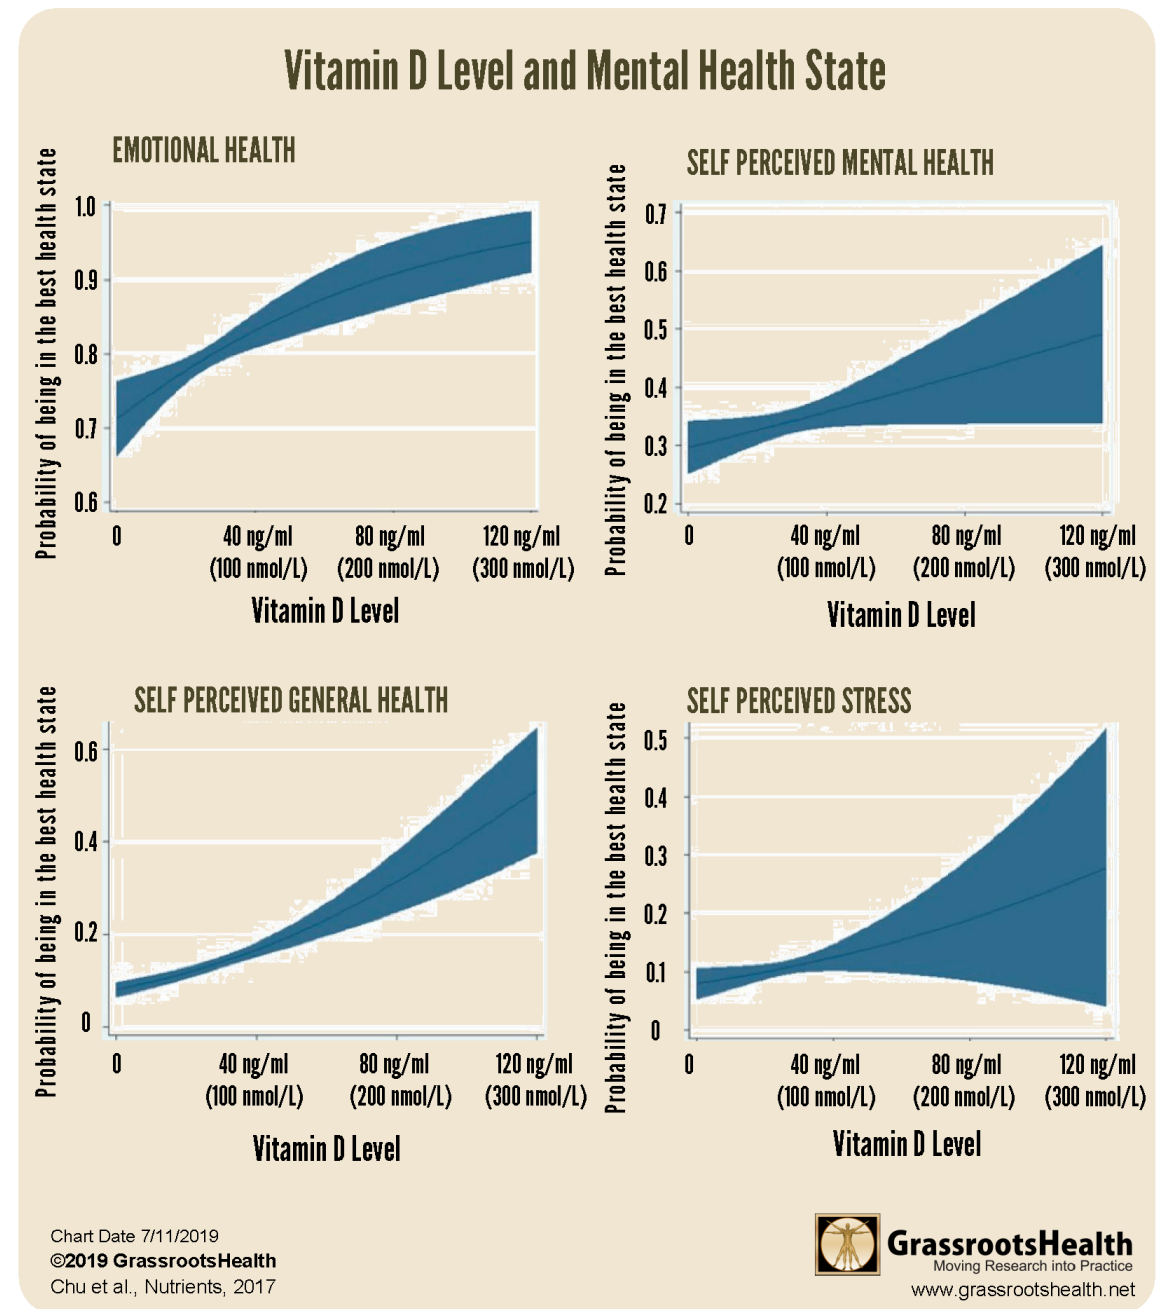 Vitamin D Level and Mental Health State
EMOTIONAL HEALTH
Probability of being in the best health state
1.0
0.9
0.8
0.7
0.6
0
40 ng/ml
(100 nmol/L)
80 ng/ml
(200 nmol/L)
120 ng/ml
(300 nmol/L)
Vitamin D Level
SELF PERCEIVED MENTAL HEALTH
Probability of being in the best health state
0.7
0.6
0.5
0.4
0.3
0.2
0
40 ng/ml
(100 nmol/L)
80 ng/ml
(200 nmol/L)
120 ng/ml
(300 nmol/L)
Vitamin D Level
SELF PERCEIVED GENERAL HEALTH
Probability of being in the best health state
0.6
0.4
0.2
0
0
40 ng/ml
(100 nmol/L)
80 ng/ml
(200 nmol/L)
120 ng/ml
(300 nmol/L)
Vitamin D Level
SELF PERCEIVED STRESS
Probability of being in the best health state
0.5
0.4
0.3
0.2
0.1
0
0
40 ng/ml
(100 nmol/L)
80 ng/ml
(200 nmol/L)
120 ng/ml
(300 nmol/L)
Vitamin D Level
Chart Date 7/11/2019
©2019 GrassrootsHealth
Chu et al., Nutrients, 2017
GrassrootsHealth
Moving Research into Practice
www.grassrootshealth.net